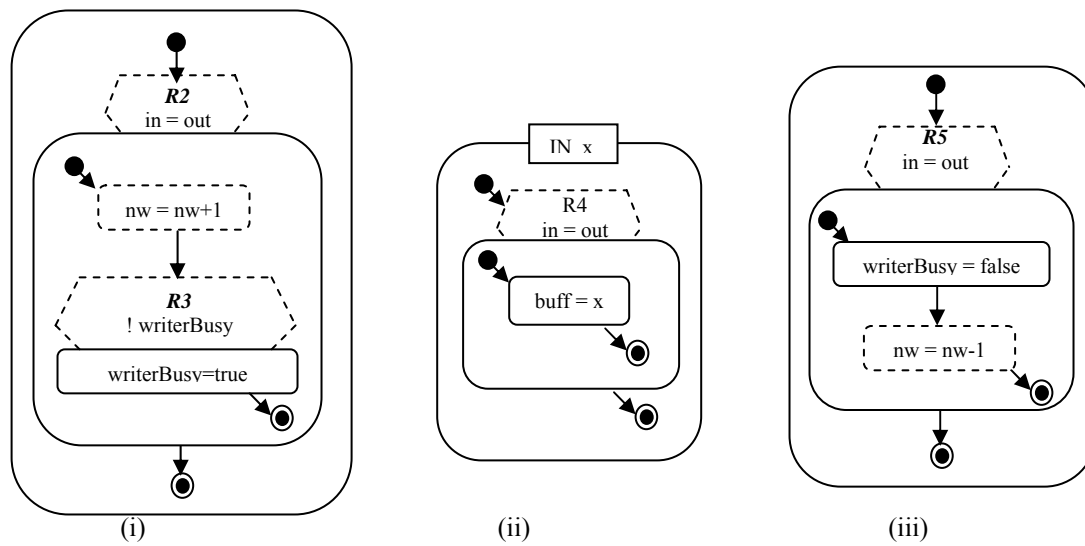 R2
in = out
nw = nw+1
R3
! writerBusy
writerBusy=true
(i)
IN x
R4
in = out
buff = x
(ii)
R5
in = out
writerBusy = false
nw = nw-1
(iii)